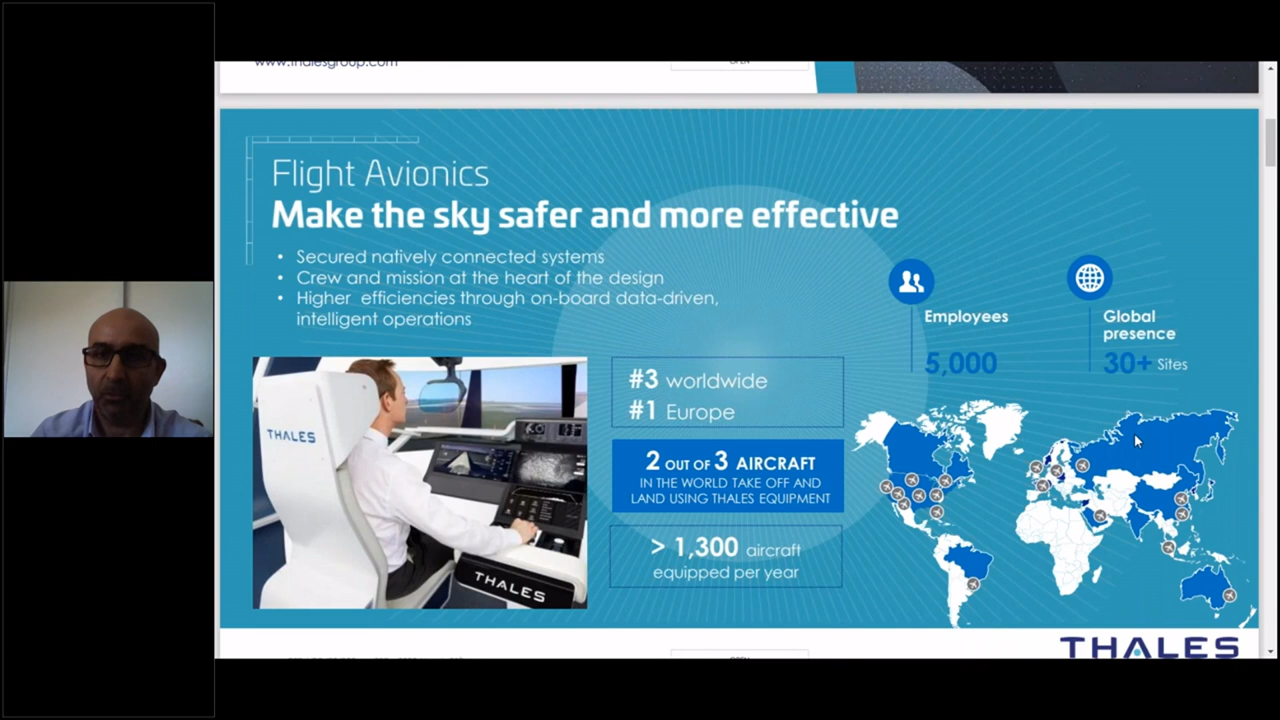 www.thalesgroup.com
OPEN
Flight Avionics
Make the sky safer and more effective
• Secured natively connected systems
• Crew and mission at the heart of the design
• Higher efficiencies through on-board data-driven,
intelligent operations
Employees
5,000
Global
presence
30+ Sites
THALES
THALES
#3 worldwide
#1 Europe
2 OUT OF 3 AIRCRAFT
IN THE WORLD TAKE OFF AND
LAND USING THALES EQUIPMENT
> 1,300 aircraft
equipped per year
OPEN
THALES